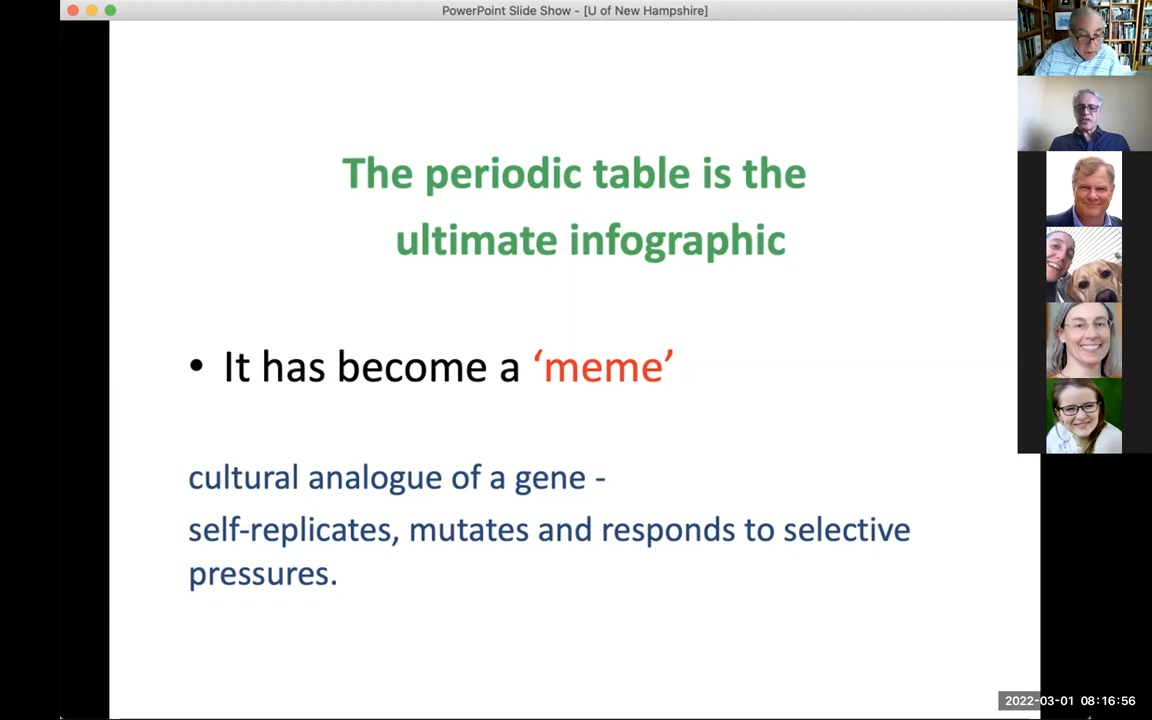 PowerPoint Slide Show - [U of New Hampshire]
The periodic table is the
ultimate infographic
• It has become a ‘meme’
cultural analogue of a gene -
self-replicates, mutates and responds to selective
pressures.
2022-03-01 08:16:56